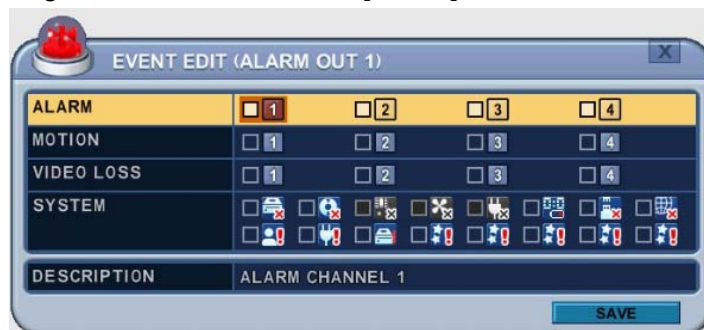 EVENT EDIT (ALARM OUT 1)
X
ALARM 1 2 3 4
MOTION 1 2 3 4
VIDEO LOSS 1 2 3 4
SYSTEM
DESCRIPTION ALARM CHANNEL 1
SAVE